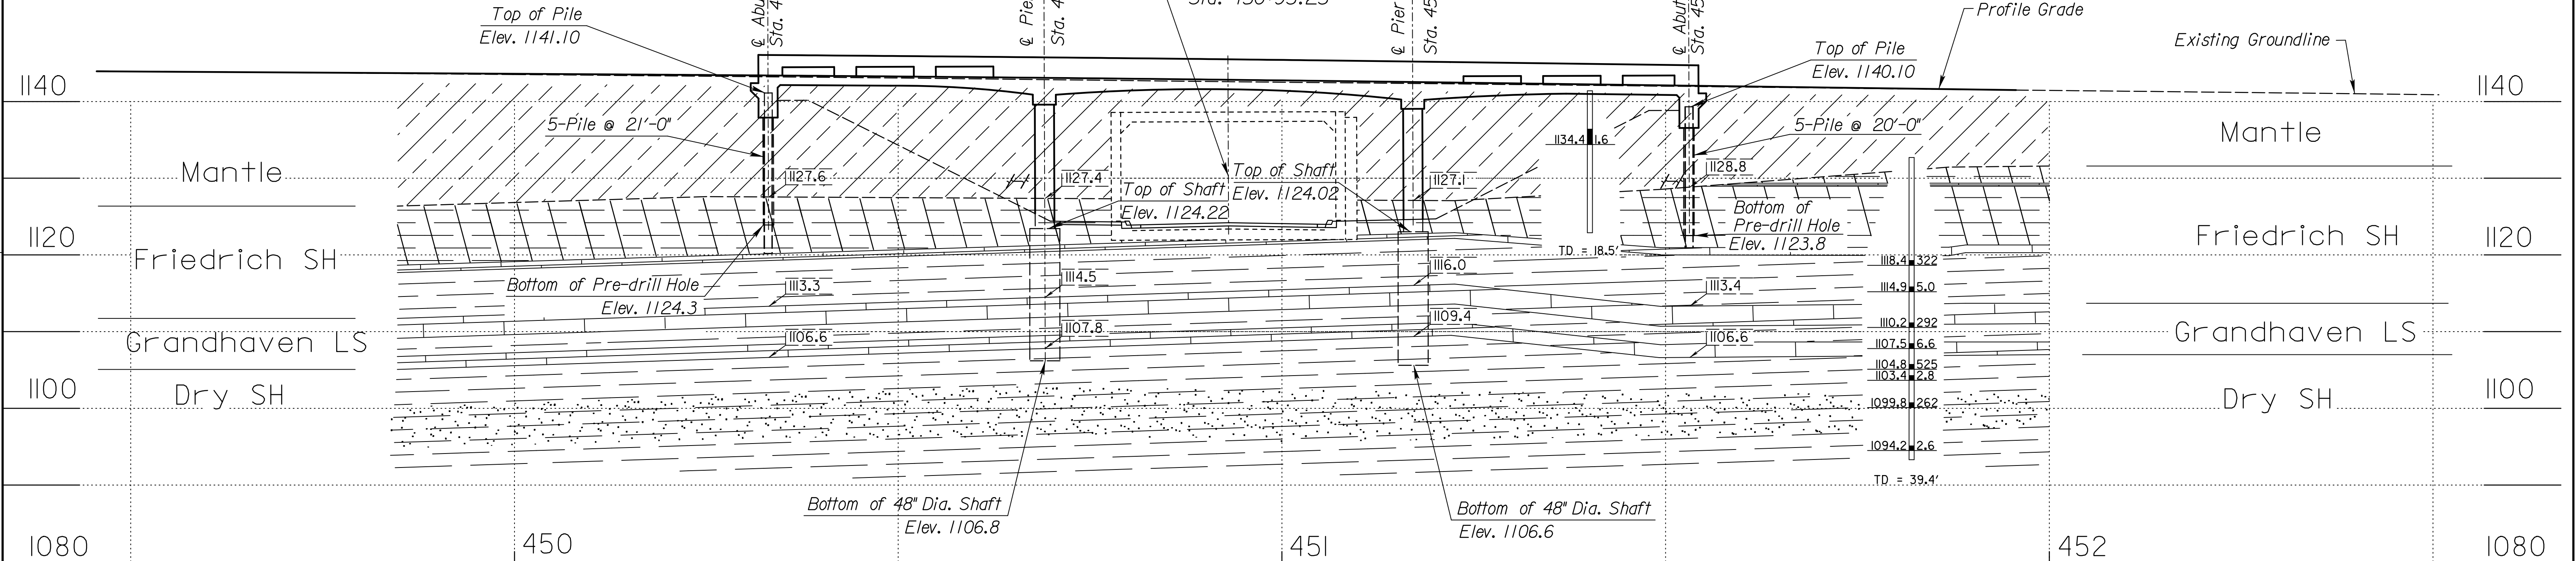 Top of Pile
Elev. 1141.10
℄ Abu
Sta. 4
℄ Pie
Sta. 4
℄ Pier
Sta. 45
℄ Abut
Sta. 45
Profile Grade
Existing Groundline
Top of Pile
Elev. 1140.10
1140
1140
5-Pile @ 21'-0"
5-Pile @ 20'-0"
1134.4 1.6
Mantle
Mantle
1127.6
1127.4
Top of Shaft
Elev. 1124.22
Top of Shaft
Elev. 1124.02
1127.1
1128.8
Bottom of
Pre-drill Hole
Elev. 1123.8
1120
1120
Friedrich SH
Friedrich SH
TD = 18.5'
Bottom of Pre-drill Hole
Elev. 1124.3
1113.3
1114.5
1116.0
1113.4
1118.4 322
1114.9 5.0
1110.2 292
1107.5 6.6
1104.8 525
1103.4 2.8
1099.8 262
1094.2 2.6
TD = 39.4'
Grandhaven LS
Grandhaven LS
1106.6
1107.8
1109.4
1106.6
1100
1100
Dry SH
Dry SH
Bottom of 48" Dia. Shaft
Elev. 1106.8
Bottom of 48" Dia. Shaft
Elev. 1106.6
1080
450
451
452
1080